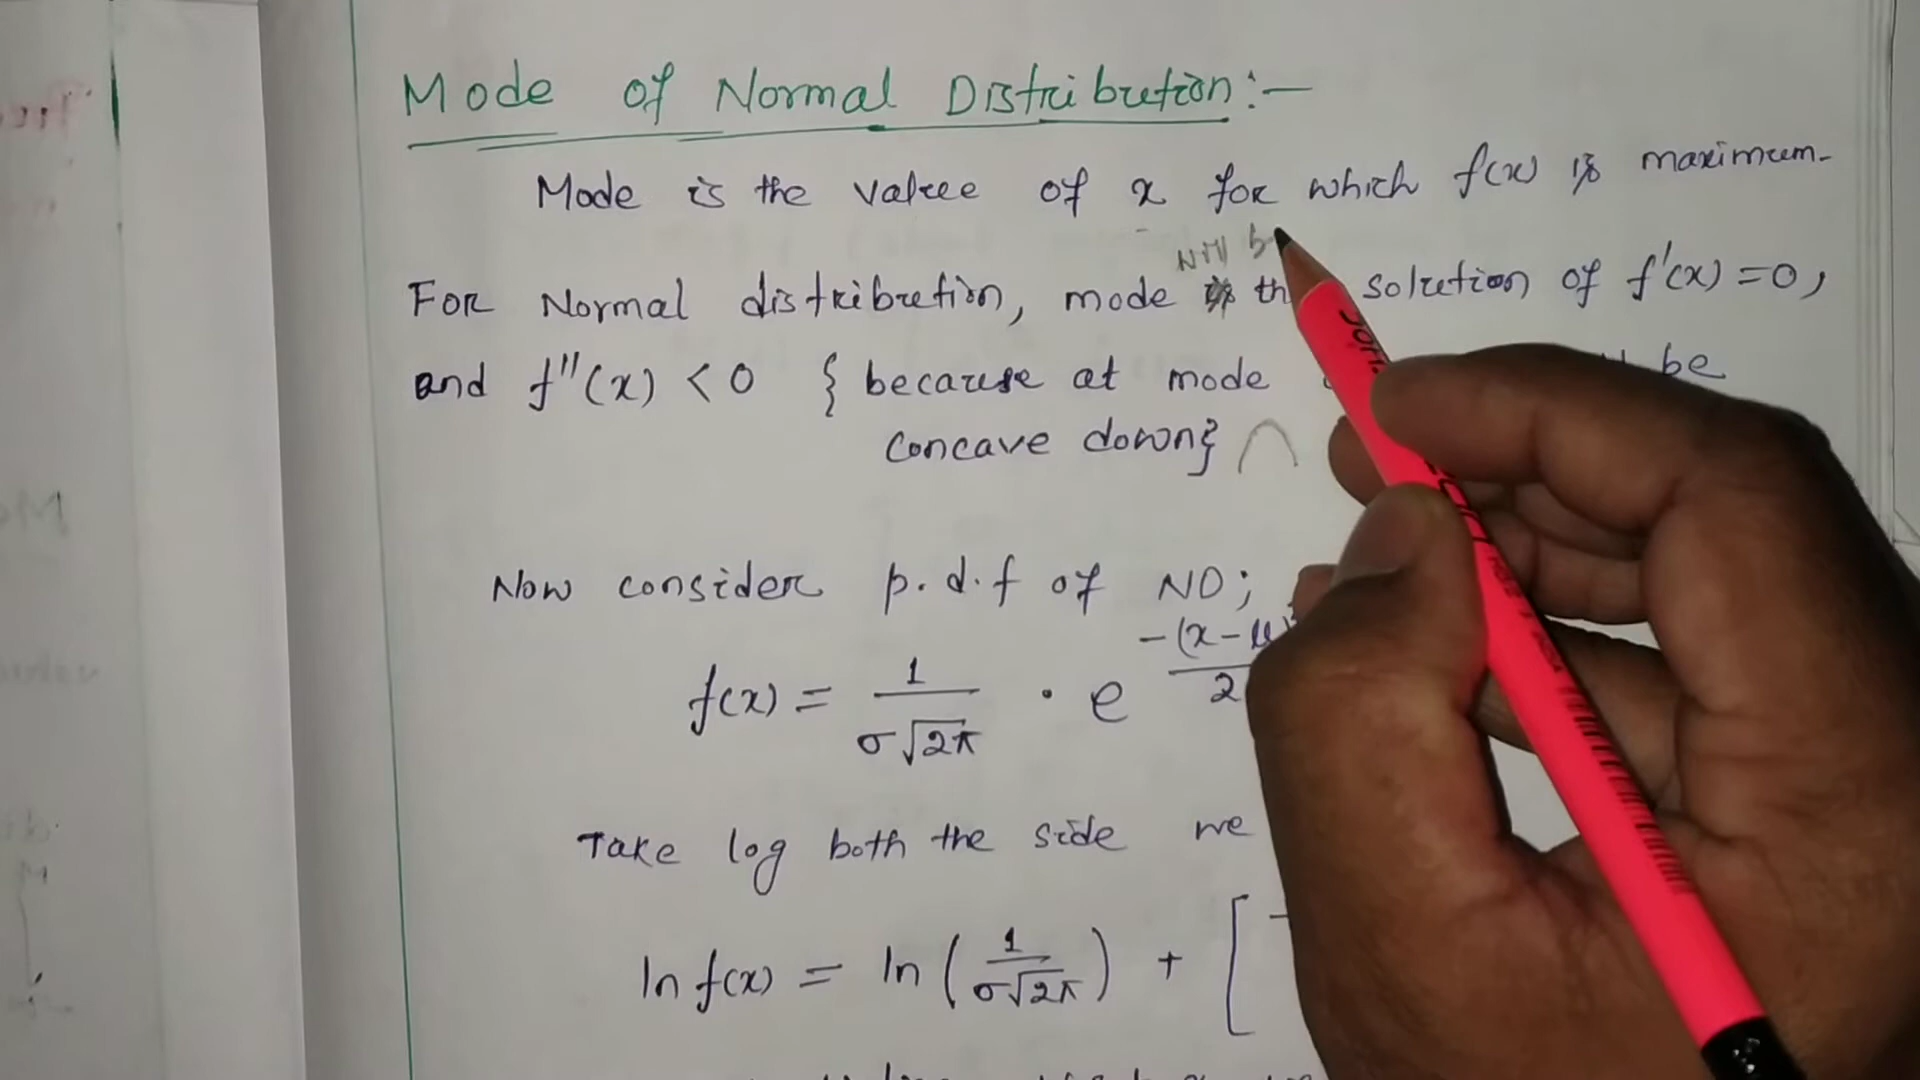 Mode of Normal Distribution:-
Mode is the value of x for which f(x) is maximum.
will b
For Normal distribution, mode is th solution of f'(x) = 0,
and f''(x) < 0 { because at mode be
concave down}
Now consider p.d.f of ND;
f(x) = 1/(σ√2π) · e^(-(x-μ)/2
Take log both the side we
ln f(x) = ln (1/(σ√2π)) + [ -